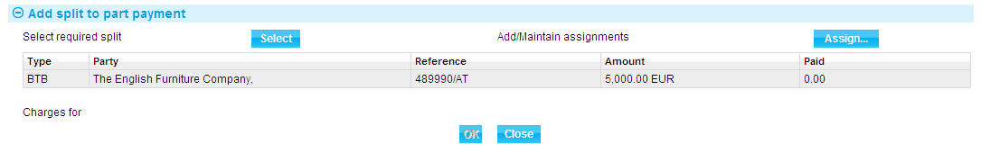 Add split to part payment
Select required split Select Add/Maintain assignments Assign...
Type Party Reference Amount Paid
BTB The English Furniture Company, 489990/AT 5,000.00 EUR 0.00
Charges for
OK Close